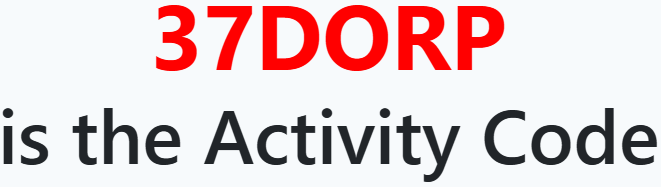 37DORP
is the Activity Code